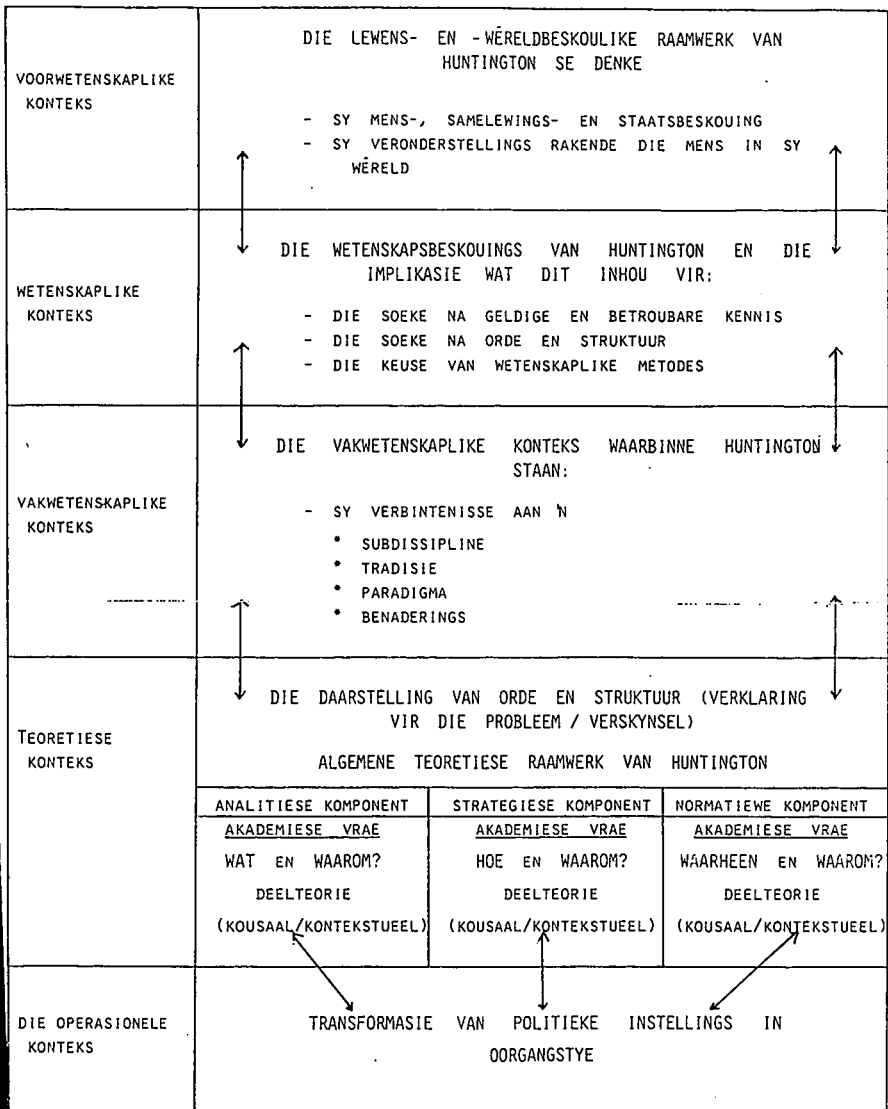 VOORWETENSKAPLIKE
KONTEKS
DIE LEWENS- EN -WÊRELDBESKOULIKE RAAMWERK VAN
HUNTINGTON SE DENKE
- SY MENS-, SAMELEWINGS- EN STAATSBESKOUING
- SY VERONDERSTELLINGS RAKENDE DIE MENS IN SY
WÊRELD
WETENSKAPLIKE
KONTEKS
DIE WETENSKAPSBESKOUINGS VAN HUNTINGTON EN DIE
IMPLIKASIE WAT DIT INHOU VIR:
- DIE SOEKE NA GELDIGE EN BETROUBARE KENNIS
- DIE SOEKE NA ORDE EN STRUKTUUR
- DIE KEUSE VAN WETENSKAPLIKE METODES
VAKWETENSKAPLIKE
KONTEKS
DIE VAKWETENSKAPLIKE KONTEKS WAARBINNE HUNTINGTON
STAAN:
- SY VERBINTENISSE AAN 'N
* SUBDISSIPLINE
* TRADISIE
* PARADIGMA
* BENADERINGS
TEORETIESE
KONTEKS
DIE DAARSTELLING VAN ORDE EN STRUKTUUR (VERKLARING
VIR DIE PROBLEEM / VERSKYNSEL)
ALGEMENE TEORETIESE RAAMWERK VAN HUNTINGTON
ANALITIESE KOMPONENT
AKADEMIESE VRAE
WAT EN WAAROM?
DEELTEORIE
(KOUSAAL/KONTEKSTUEEL)
STRATEGIESE KOMPONENT
AKADEMIESE VRAE
HOE EN WAAROM?
DEELTEORIE
(KOUSAAL/KONTEKSTUEEL)
NORMATIEWE KOMPONENT
AKADEMIESE VRAE
WAARHEEN EN WAAROM?
DEELTEORIE
(KOUSAAL/KONTEKSTUEEL)
DIE OPERASIONELE
KONTEKS
TRANSFORMASIE VAN POLITIEKE INSTELLINGS IN
OORGANGSTYE